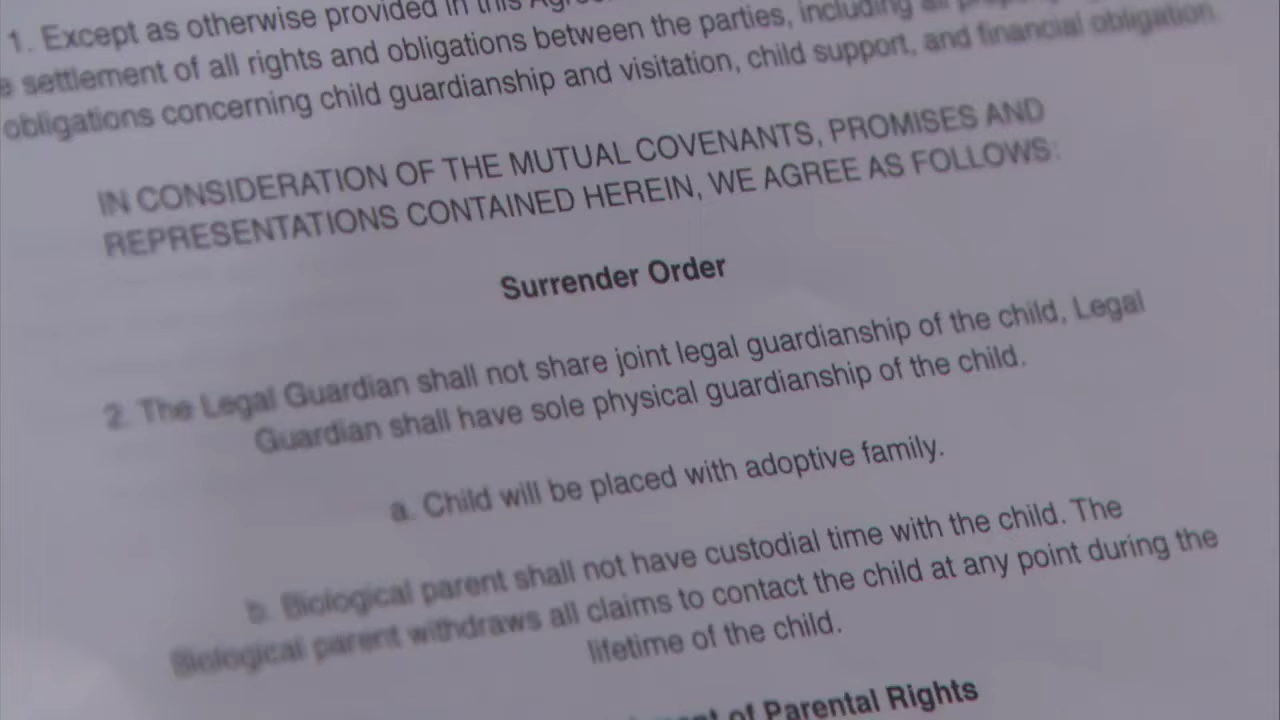 1. Except as otherwise provided in this
settlement of all rights and obligations between the parties, including all
obligations concerning child guardianship and visitation, child support, and financial obligation.
IN CONSIDERATION OF THE MUTUAL COVENANTS, PROMISES AND
REPRESENTATIONS CONTAINED HEREIN, WE AGREE AS FOLLOWS:
Surrender Order
2. The Legal Guardian shall not share joint legal guardianship of the child, Legal
Guardian shall have sole physical guardianship of the child.
a. Child will be placed with adoptive family.
b. Biological parent shall not have custodial time with the child. The
Biological parent withdraws all claims to contact the child at any point during the
lifetime of the child.
of Parental Rights